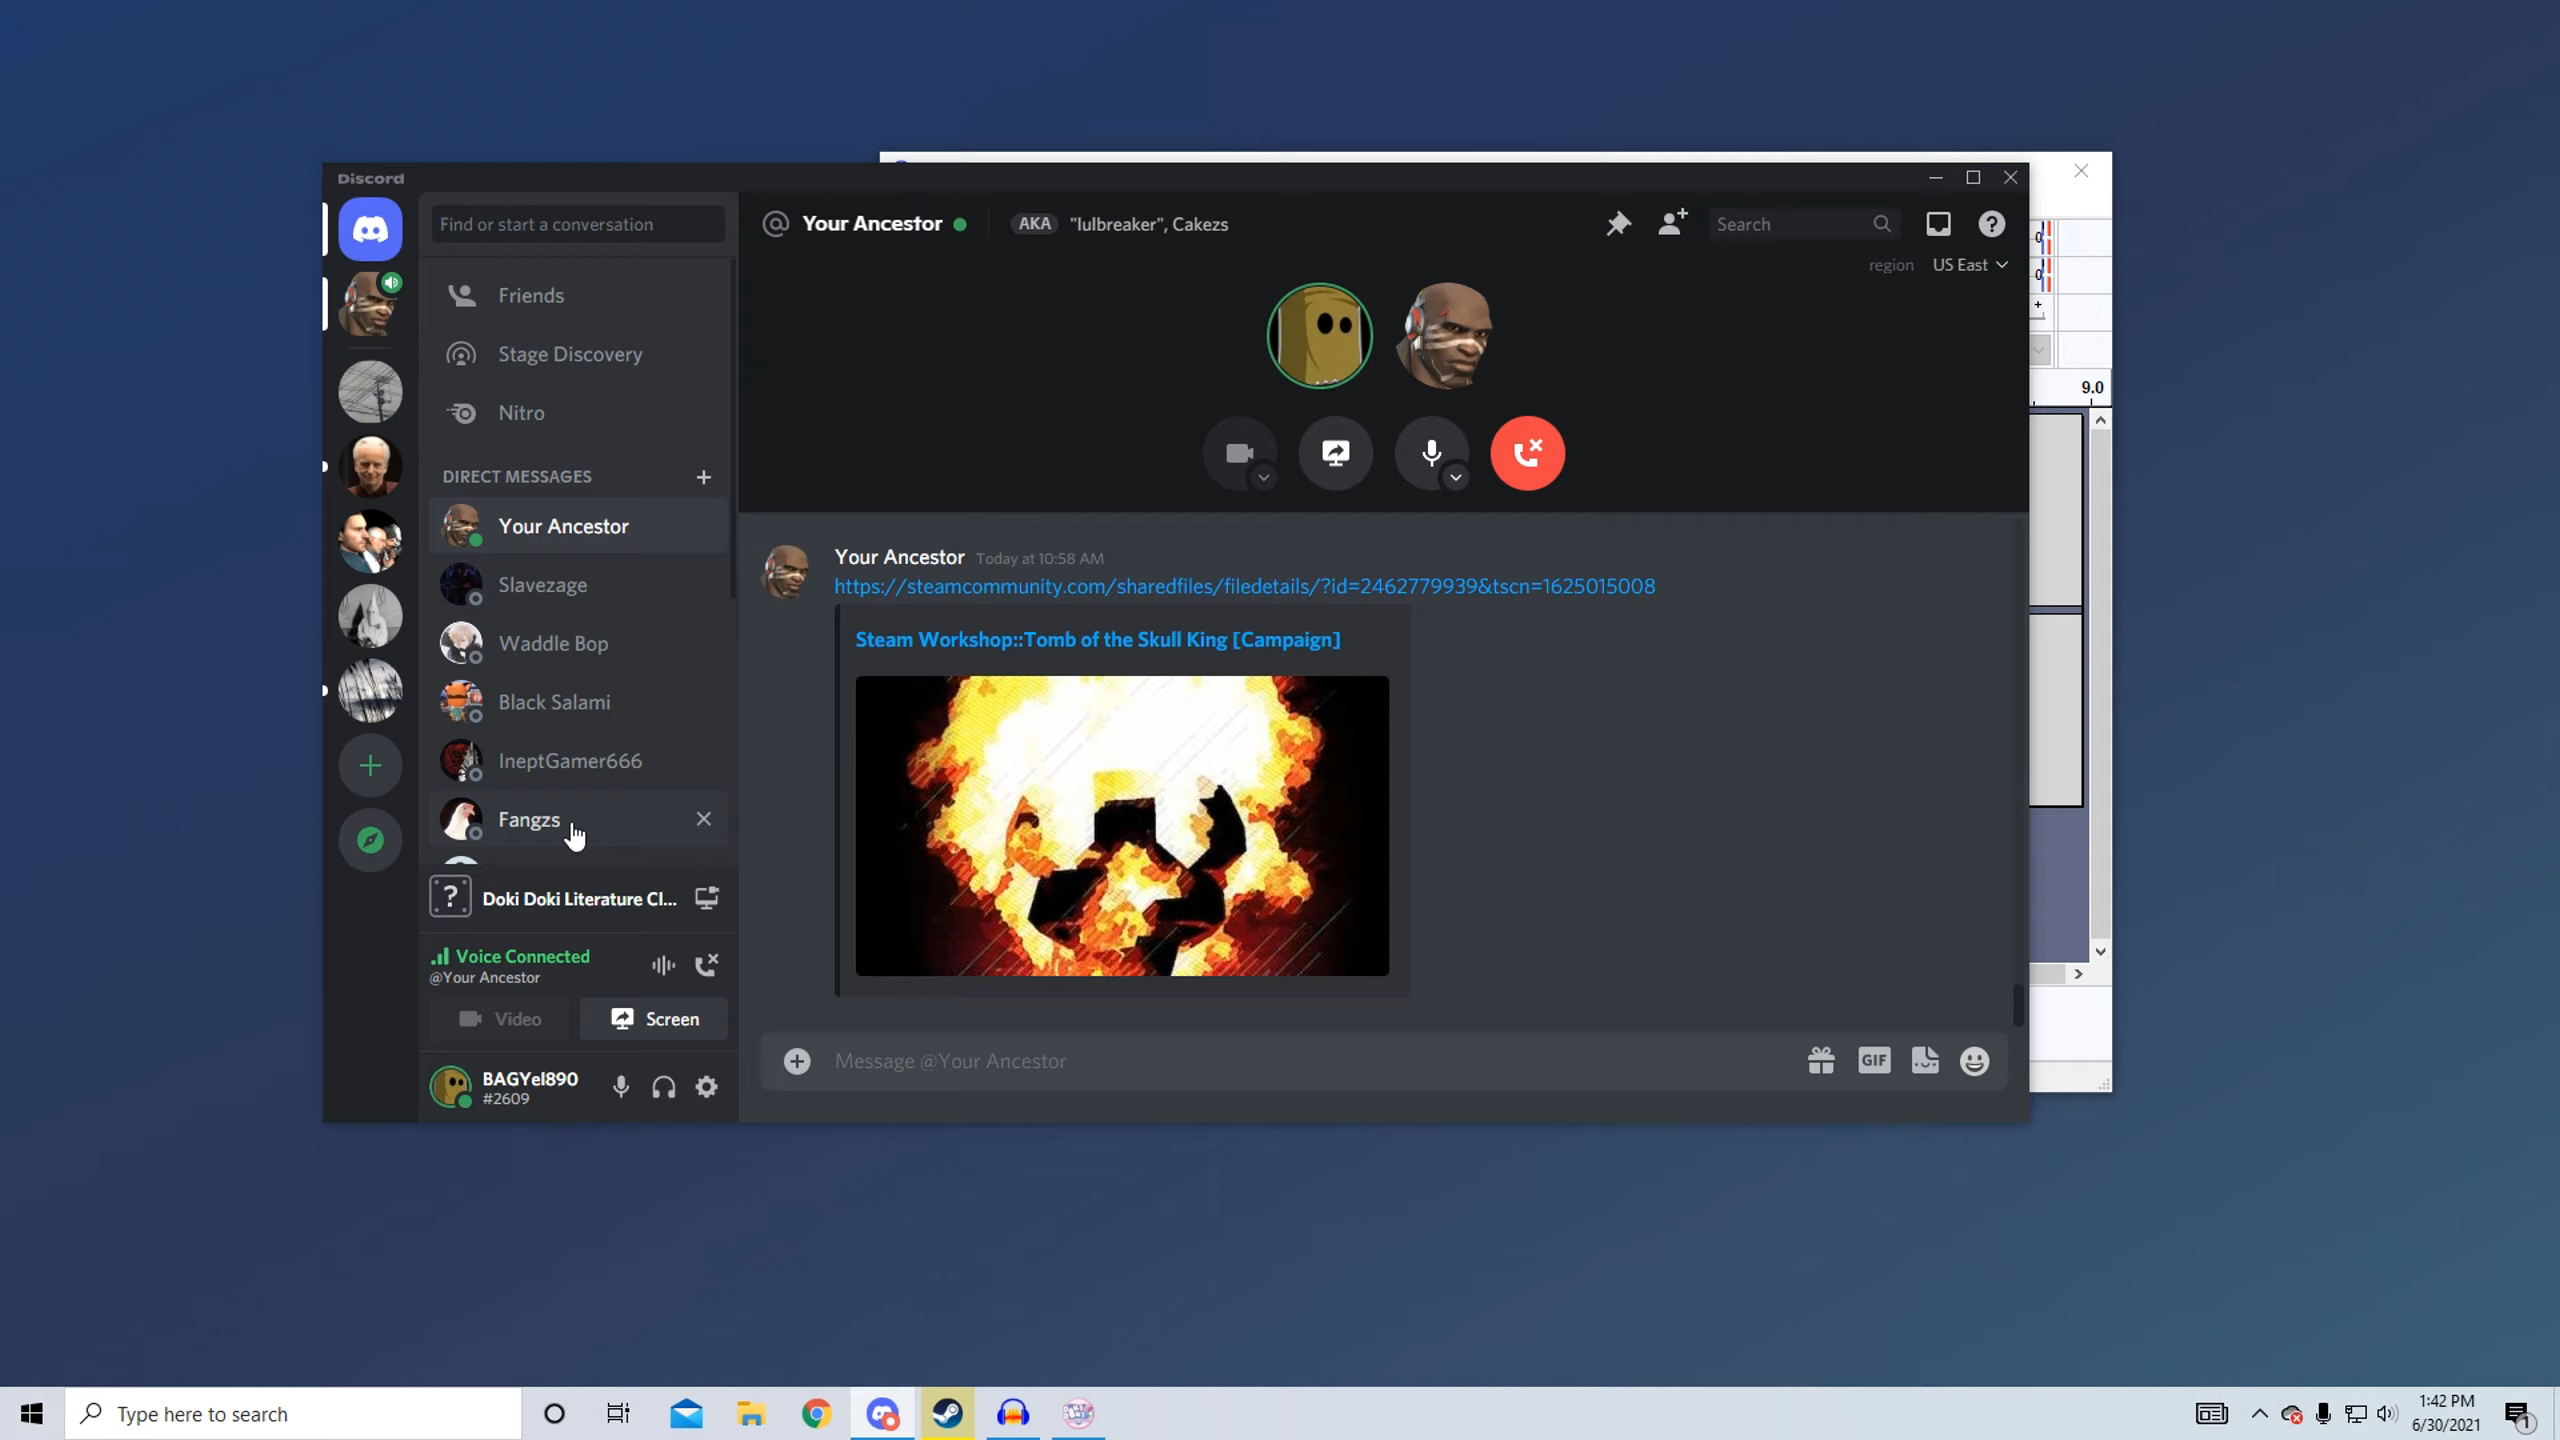 Discord
Find or start a conversation
Friends
Stage Discovery
Nitro
DIRECT MESSAGES
Your Ancestor
Slavezage
Waddle Bop
Black Salami
IneptGamer666
Fangzs
Doki Doki Literature Cl...
Voice Connected
@Your Ancestor
Video
Screen
BAGYel890
#2609
Your Ancestor
AKA
"lulbreaker", Cakezs
Search
region
US East
Your Ancestor Today at 10:58 AM
https://steamcommunity.com/sharedfiles/filedetails/?id=2462779939&tscn=1625015008
Steam Workshop::Tomb of the Skull King [Campaign]
Message @Your Ancestor
GIF
0
0
9.0
Type here to search
1:42 PM
6/30/2021
1